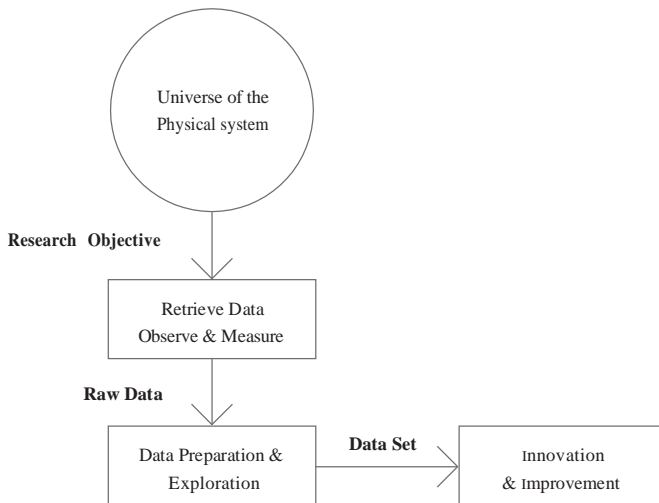 Universe of the
Physical system
Research Objective
Retrieve Data
Observe & Measure
Raw Data
Data Preparation &
Exploration
Data Set
Innovation
& Improvement